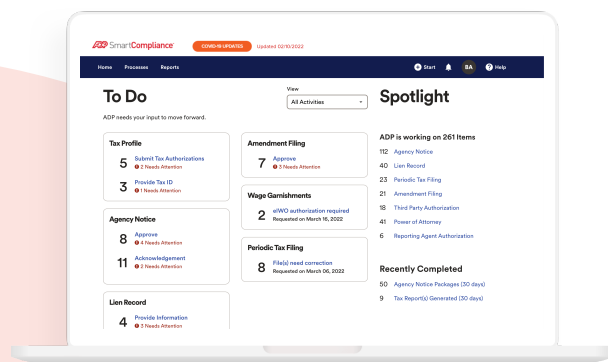 ADP SmartCompliance®
COVID-19 UPDATES
Updated 02/10/2022
Home Processes Reports
Start BA Help
To Do
ADP needs your input to move forward.
View
All Activities
Tax Profile
5 Submit Tax Authorizations
2 Needs Attention
3 Provide Tax ID
1 Needs Attention
Agency Notice
8 Approve
4 Needs Attention
11 Acknowledgement
2 Needs Attention
Lien Record
4 Provide Information
3 Needs Attention
Amendment Filing
7 Approve
3 Needs Attention
Wage Garnishments
2 eIWO authorization required
Requested on March 16, 2022
Periodic Tax Filing
8 File(s) need correction
Requested on March 06, 2022
Spotlight
ADP is working on 261 Items
112 Agency Notice
40 Lien Record
23 Periodic Tax Filing
21 Amendment Filing
18 Third Party Authorization
41 Power of Attorney
6 Reporting Agent Authorization
Recently Completed
50 Agency Notice Packages (30 days)
9 Tax Report(s) Generated (30 days)